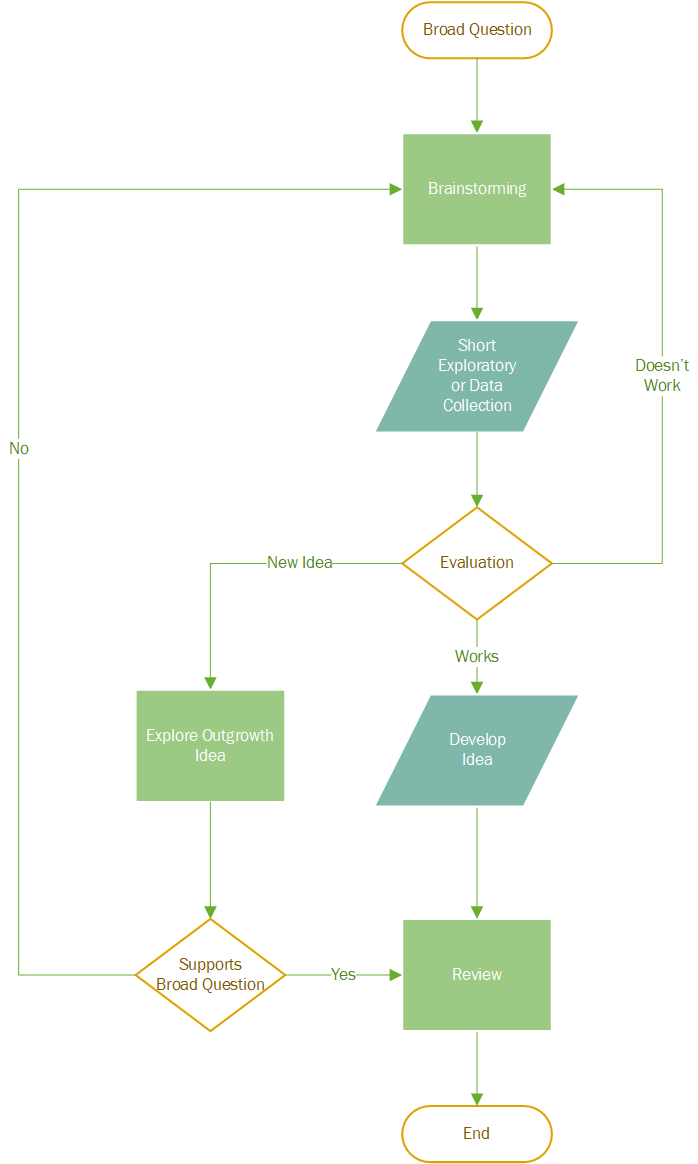 Broad Question
Brainstorming
Short
Exploratory
or Data
Collection
Doesn't
Work
No
New Idea
Evaluation
Works
Explore Outgrowth
Idea
Develop
Idea
Supports
Broad Question
Yes
Review
End